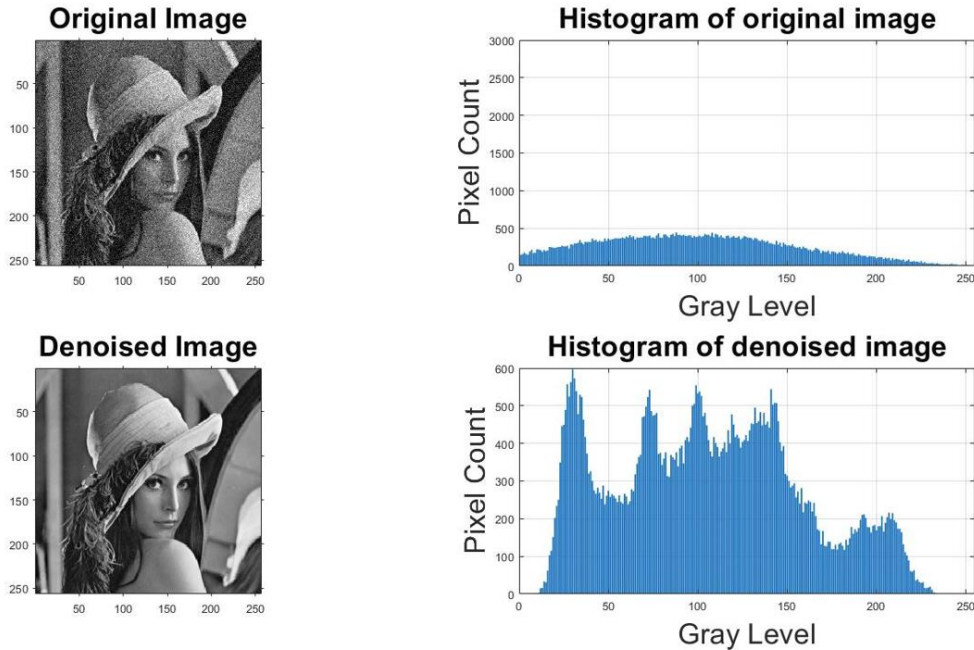 Original Image
50
100
150
200
250
50 100 150 200 250
Histogram of original image
Pixel Count
3000
2500
2000
1500
1000
500
0
0 50 100 150 200 250
Gray Level
Denoised Image
50
100
150
200
250
50 100 150 200 250
Histogram of denoised image
Pixel Count
600
500
400
300
200
100
0
0 50 100 150 200 250
Gray Level